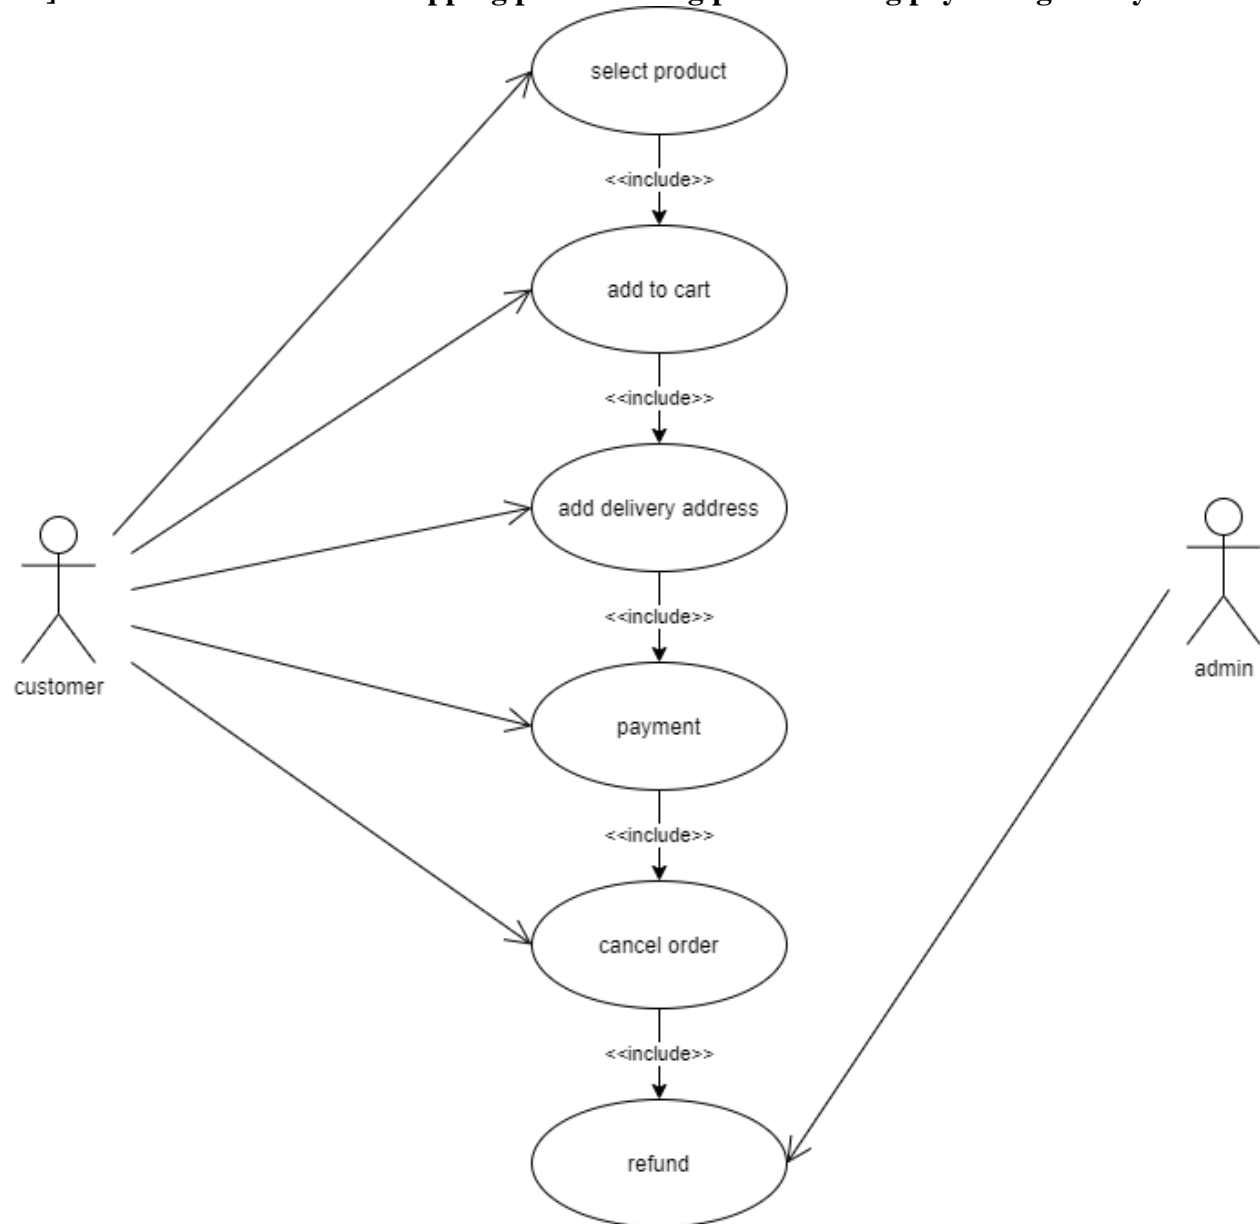 select product
<<include>>
add to cart
<<include>>
add delivery address
<<include>>
customer
admin
payment
<<include>>
cancel order
<<include>>
refund